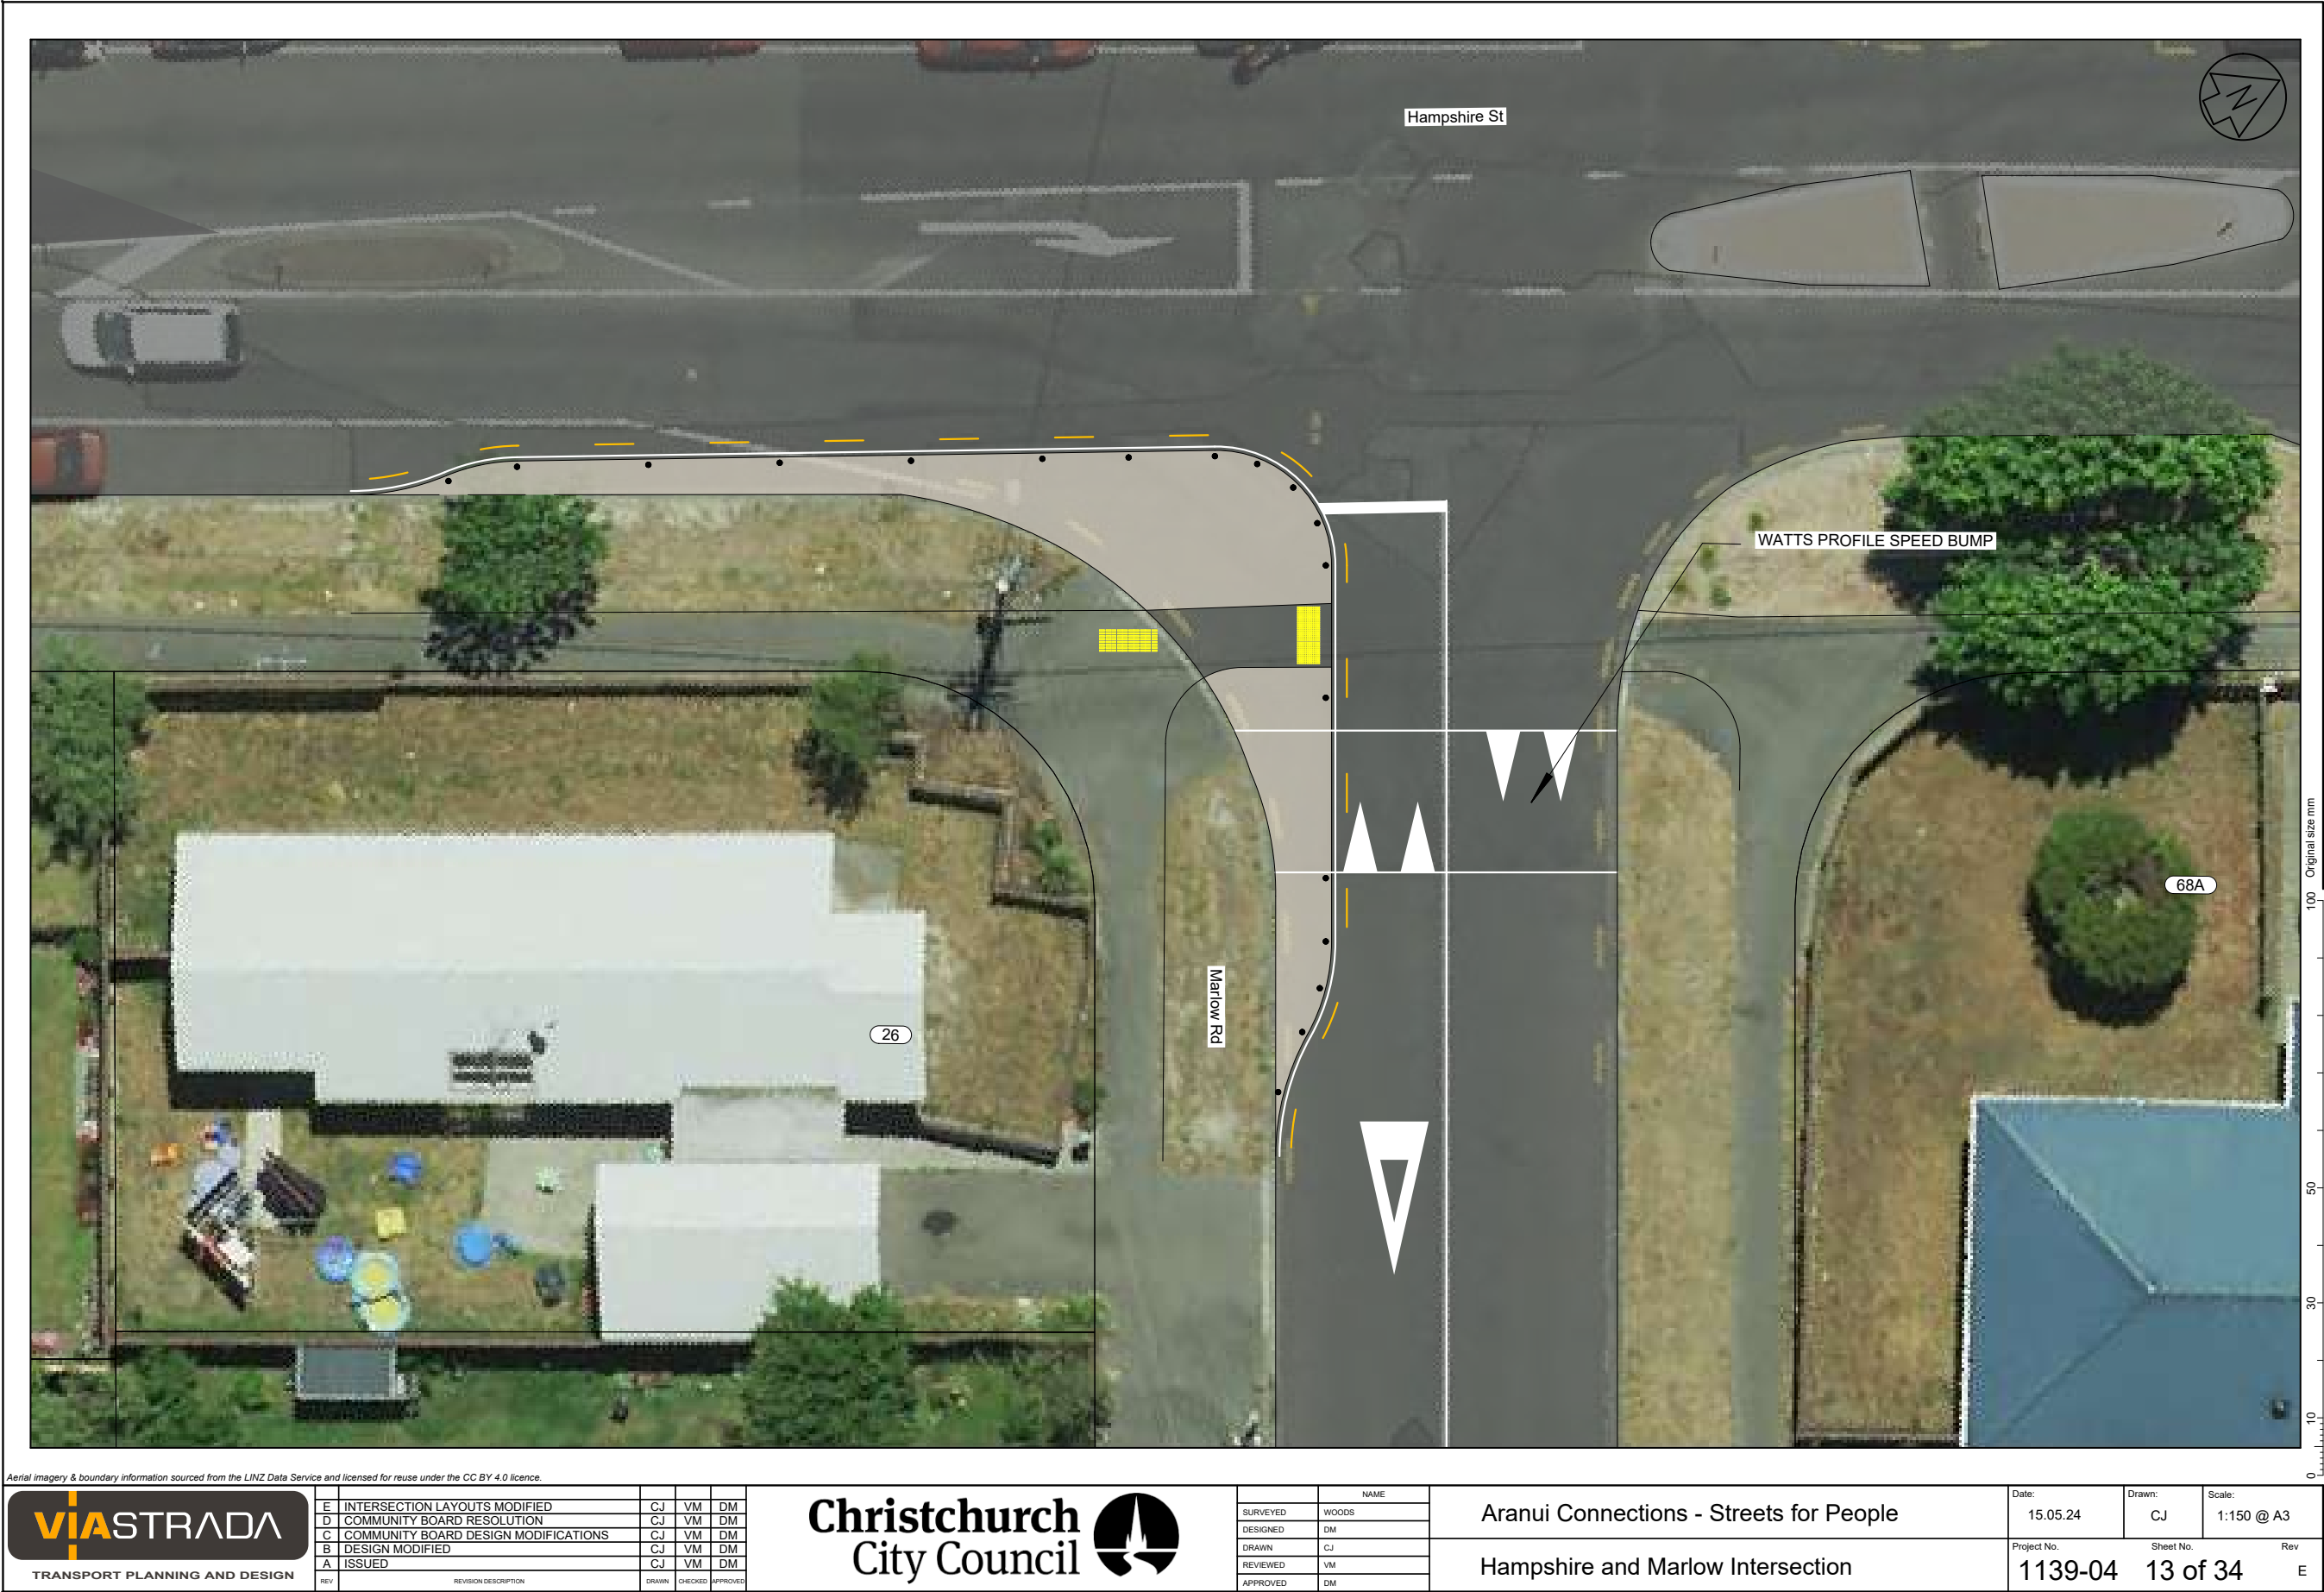 Hampshire St
N
WATTS PROFILE SPEED BUMP
68A
26
Marlow Rd
Original size mm
100
50
30
10
0
Aerial imagery & boundary information sourced from the LINZ Data Service and licensed for reuse under the CC BY 4.0 licence.
VIASTRADA
TRANSPORT PLANNING AND DESIGN
E INTERSECTION LAYOUTS MODIFIED CJ VM DM
D COMMUNITY BOARD RESOLUTION CJ VM DM
C COMMUNITY BOARD DESIGN MODIFICATIONS CJ VM DM
B DESIGN MODIFIED CJ VM DM
A ISSUED CJ VM DM
REV REVISION DESCRIPTION DRAWN CHECKED APPROVED
Christchurch
City Council
NAME
SURVEYED WOODS
DESIGNED DM
DRAWN CJ
REVIEWED VM
APPROVED DM
Aranui Connections - Streets for People
Hampshire and Marlow Intersection
Date: Drawn: Scale:
15.05.24 CJ 1:150 @ A3
Project No. Sheet No. Rev
1139-04 13 of 34 E